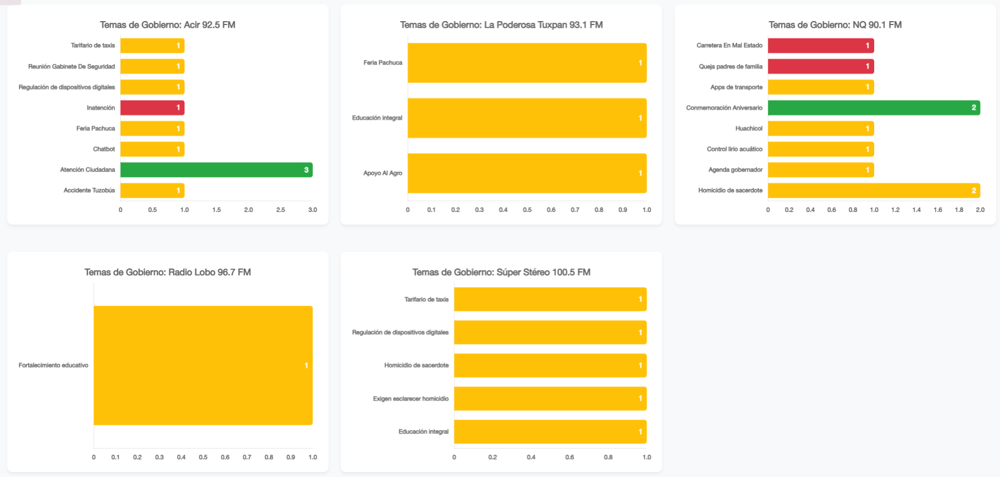 Temas de Gobierno: Acir 92.5 FM
Tarifario de taxis 1
Reunión Gabinete De Seguridad 1
Regulación de dispositivos digitales 1
Inatención 1
Feria Pachuca 1
Chatbot 1
Atención Ciudadana 3
Accidente Tuzobús 1
0 0.5 1.0 1.5 2.0 2.5 3.0
Temas de Gobierno: La Poderosa Tuxpan 93.1 FM
Feria Pachuca 1
Educación integral 1
Apoyo Al Agro 1
0 0.1 0.2 0.3 0.4 0.5 0.6 0.7 0.8 0.9 1.0
Temas de Gobierno: NQ 90.1 FM
Carretera En Mal Estado 1
Queja padres de familia 1
Apps de transporte 1
Conmemoración Aniversario 2
Huachicol 1
Control lirio acuático 1
Agenda gobernador 1
Homicidio de sacerdote 2
0 0.2 0.4 0.6 0.8 1.0 1.2 1.4 1.6 1.8 2.0
Temas de Gobierno: Radio Lobo 96.7 FM
Fortalecimiento educativo 1
0 0.1 0.2 0.3 0.4 0.5 0.6 0.7 0.8 0.9 1.0
Temas de Gobierno: Súper Stéreo 100.5 FM
Tarifario de taxis 1
Regulación de dispositivos digitales 1
Homicidio de sacerdote 1
Exigen esclarecer homicidio 1
Educación integral 1
0 0.2 0.4 0.6 0.8 1.0